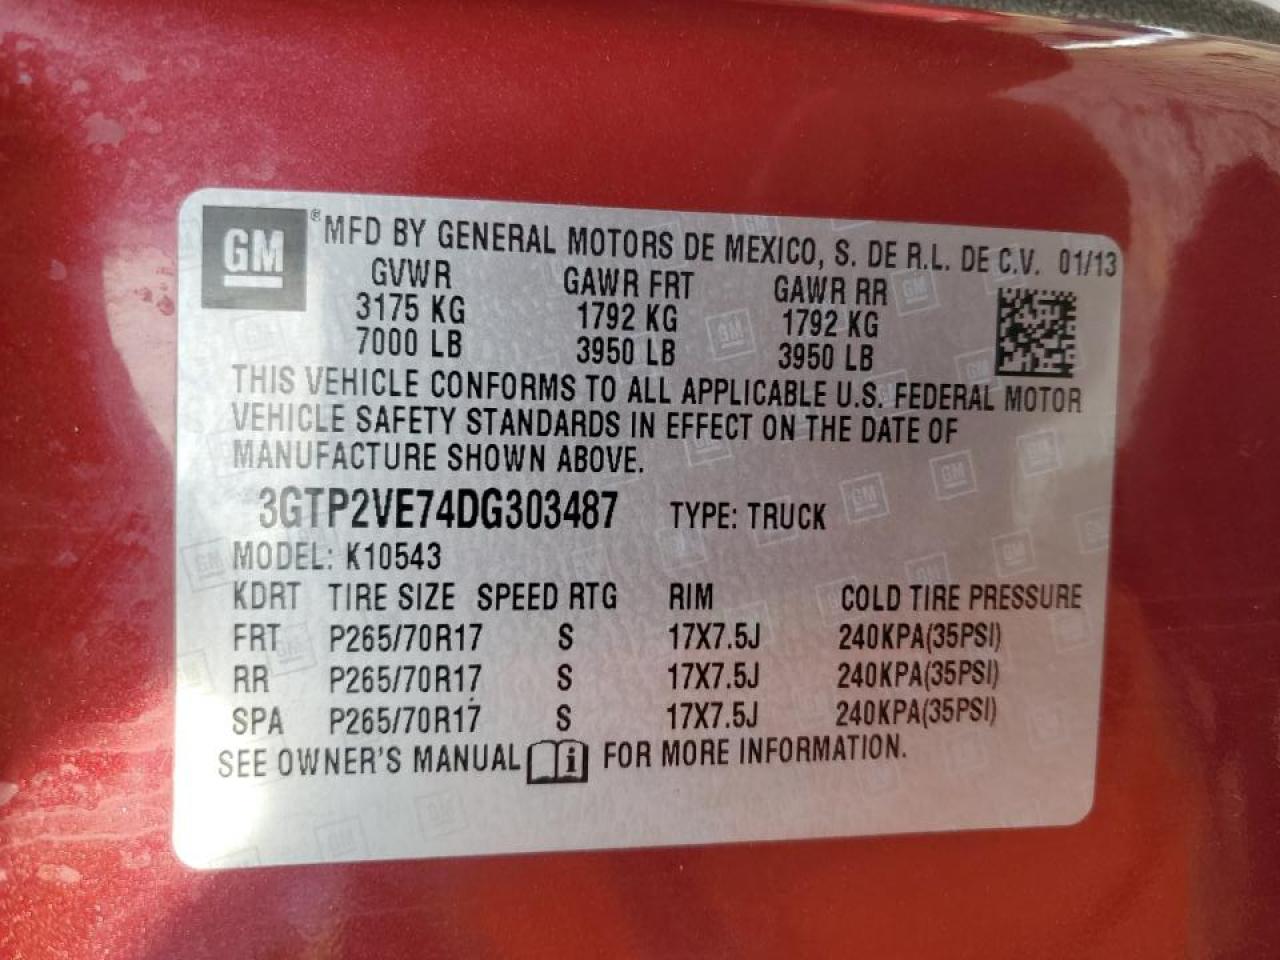 GM ® MFD BY GENERAL MOTORS DE MEXICO, S. DE R.L. DE C.V. 01/13
GVWR GAWR FRT GAWR RR
3175 KG 1792 KG 1792 KG
7000 LB 3950 LB 3950 LB
THIS VEHICLE CONFORMS TO ALL APPLICABLE U.S. FEDERAL MOTOR
VEHICLE SAFETY STANDARDS IN EFFECT ON THE DATE OF
MANUFACTURE SHOWN ABOVE.
3GTP2VE74DG303487 TYPE: TRUCK
MODEL: K10543
KDRT TIRE SIZE SPEED RTG RIM COLD TIRE PRESSURE
FRT P265/70R17 S 17X7.5J 240KPA(35PSI)
RR P265/70R17 S 17X7.5J 240KPA(35PSI)
SPA P265/70R17 S 17X7.5J 240KPA(35PSI)
SEE OWNER'S MANUAL i FOR MORE INFORMATION.